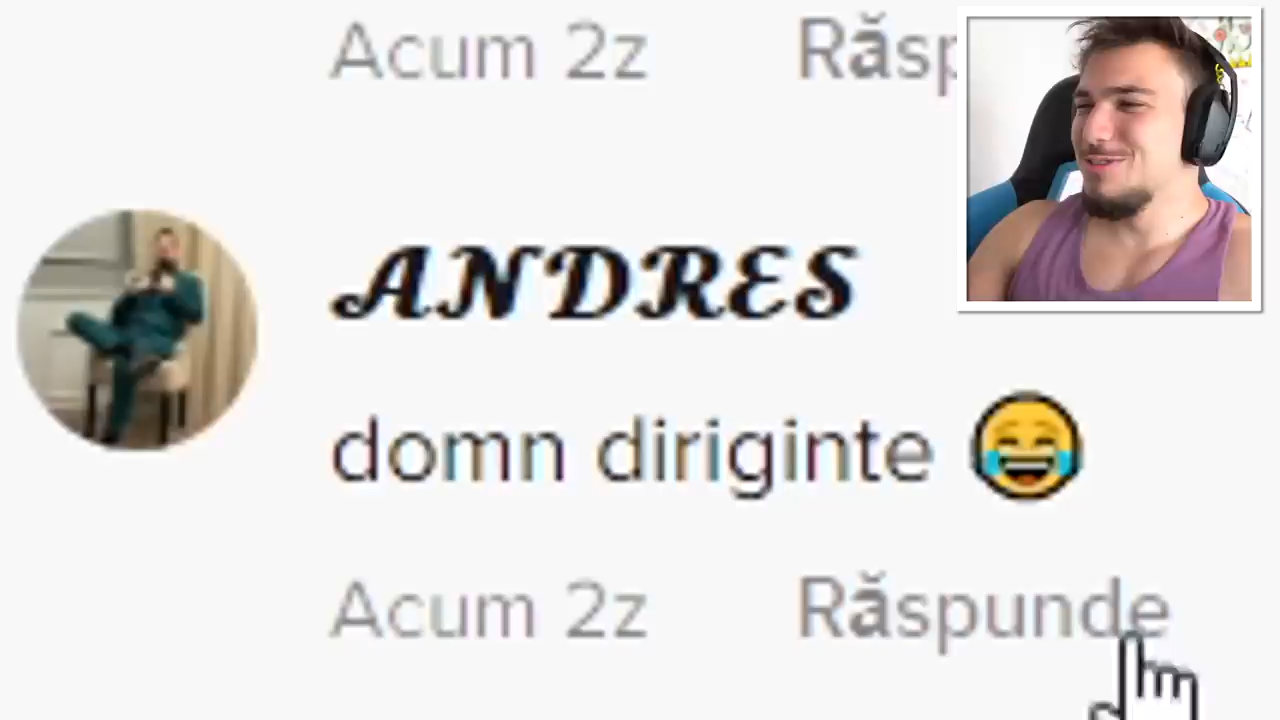 Acum 2z Răsp
ANDRES
domn diriginte 😂
Acum 2z Răspunde